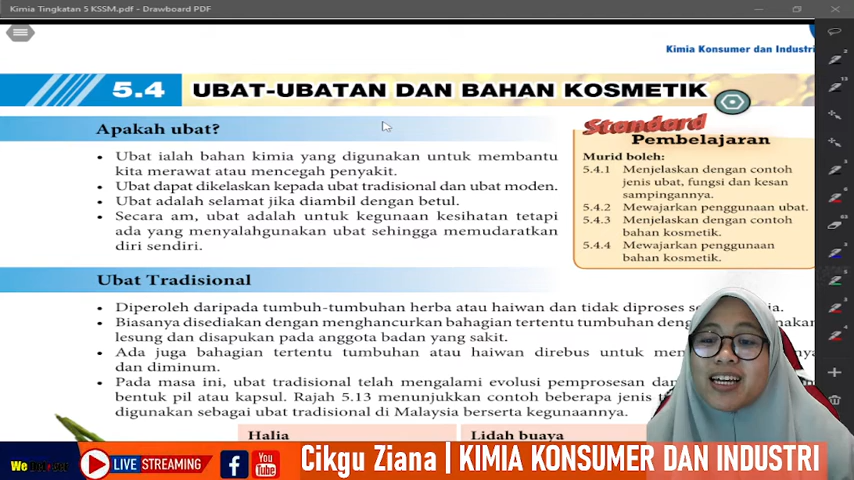 Kimia Tingkatan 5 KSSM.pdf - Drawboard PDF
Kimia Konsumer dan Industri
5.4 UBAT-UBATAN DAN BAHAN KOSMETIK
Apakah ubat?
• Ubat ialah bahan kimia yang digunakan untuk membantu
kita merawat atau mencegah penyakit.
• Ubat dapat dikelaskan kepada ubat tradisional dan ubat moden.
• Ubat adalah selamat jika diambil dengan betul.
• Secara am, ubat adalah untuk kegunaan kesihatan tetapi
ada yang menyalahgunakan ubat sehingga memudaratkan
diri sendiri.
Standard
Pembelajaran
Murid boleh:
5.4.1 Menjelaskan dengan contoh
jenis ubat, fungsi dan kesan
sampingannya.
5.4.2 Mewajarkan penggunaan ubat.
5.4.3 Menjelaskan dengan contoh
bahan kosmetik.
5.4.4 Mewajarkan penggunaan
bahan kosmetik.
Ubat Tradisional
• Diperoleh daripada tumbuh-tumbuhan herba atau haiwan dan tidak diproses
• Biasanya disediakan dengan menghancurkan bahagian tertentu tumbuhan
lesung dan disapukan pada anggota badan yang sakit.
• Ada juga bahagian tertentu tumbuhan atau haiwan direbus untuk
dan diminum.
• Pada masa ini, ubat tradisional telah mengalami evolusi pemprosesan
bentuk pil atau kapsul. Rajah 5.13 menunjukkan contoh beberapa jenis
digunakan sebagai ubat tradisional di Malaysia berserta kegunaannya.
Halia
Lidah buaya
LIVE STREAMING
You Tube
Cikgu Ziana | KIMIA KONSUMER DAN INDUSTRI